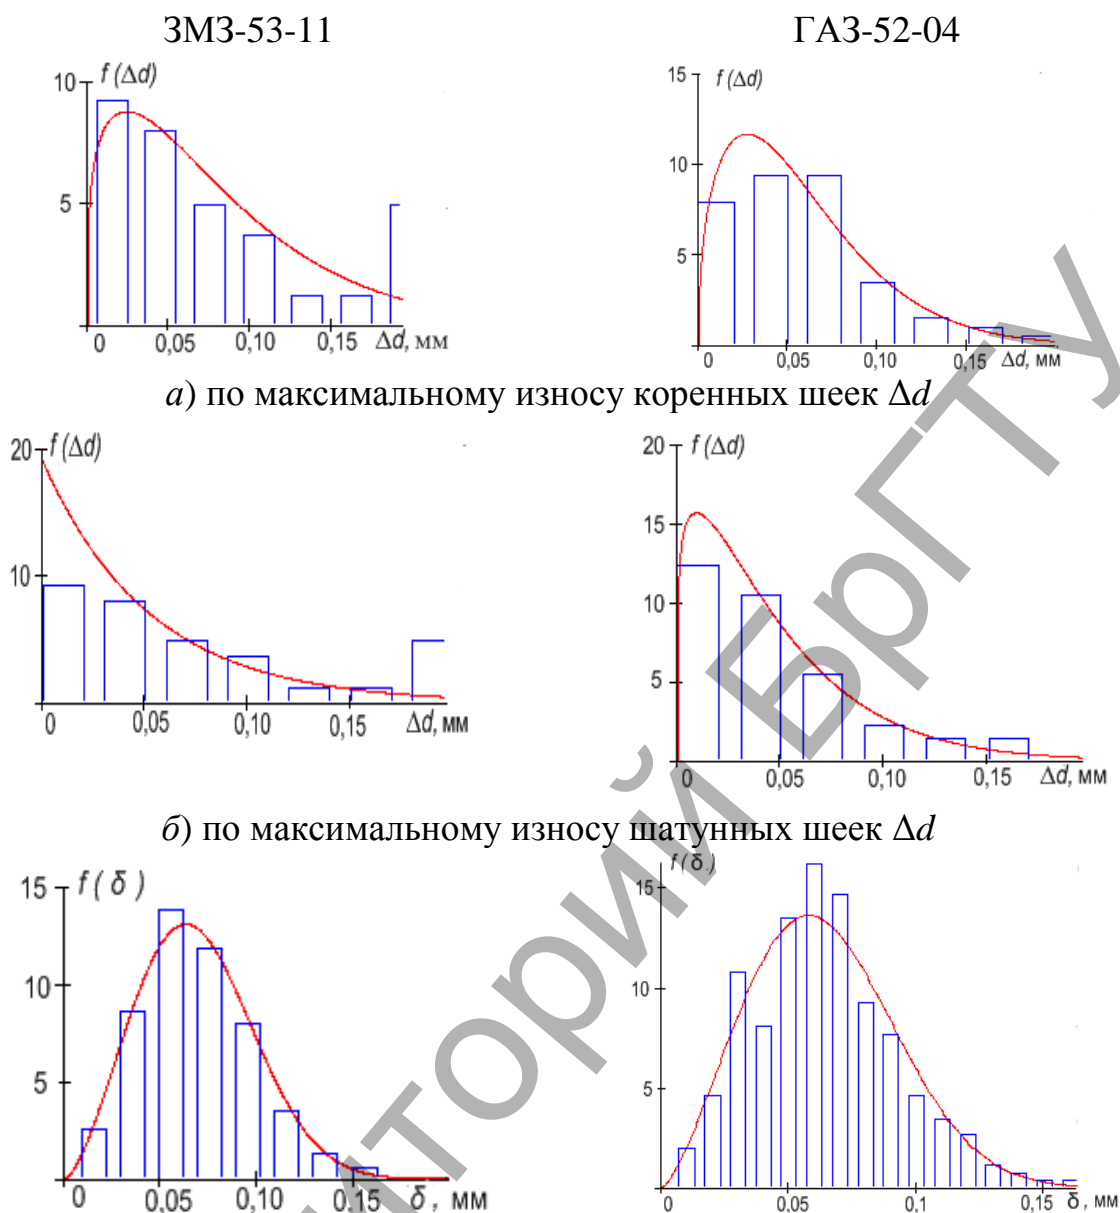 ЗМЗ-53-11 ГАЗ-52-04
f (Δd) f (Δd)
10 15
5 10
5
0 0,05 0,10 0,15 Δd, мм 0 0,05 0,10 0,15 Δd, мм
а) по максимальному износу коренных шеек Δd
20 f (Δd) 20 f (Δd)
15
10 10
5
0 0,05 0,10 0,15 Δd, мм 0 0,05 0,10 0,15 Δd, мм
б) по максимальному износу шатунных шеек Δd
15 f ( δ ) 15 f ( δ )
10 10
5 5
0 0,05 0,10 0,15 δ , мм 0 0,05 0,1 0,15 δ , мм
иторий БрГТУ